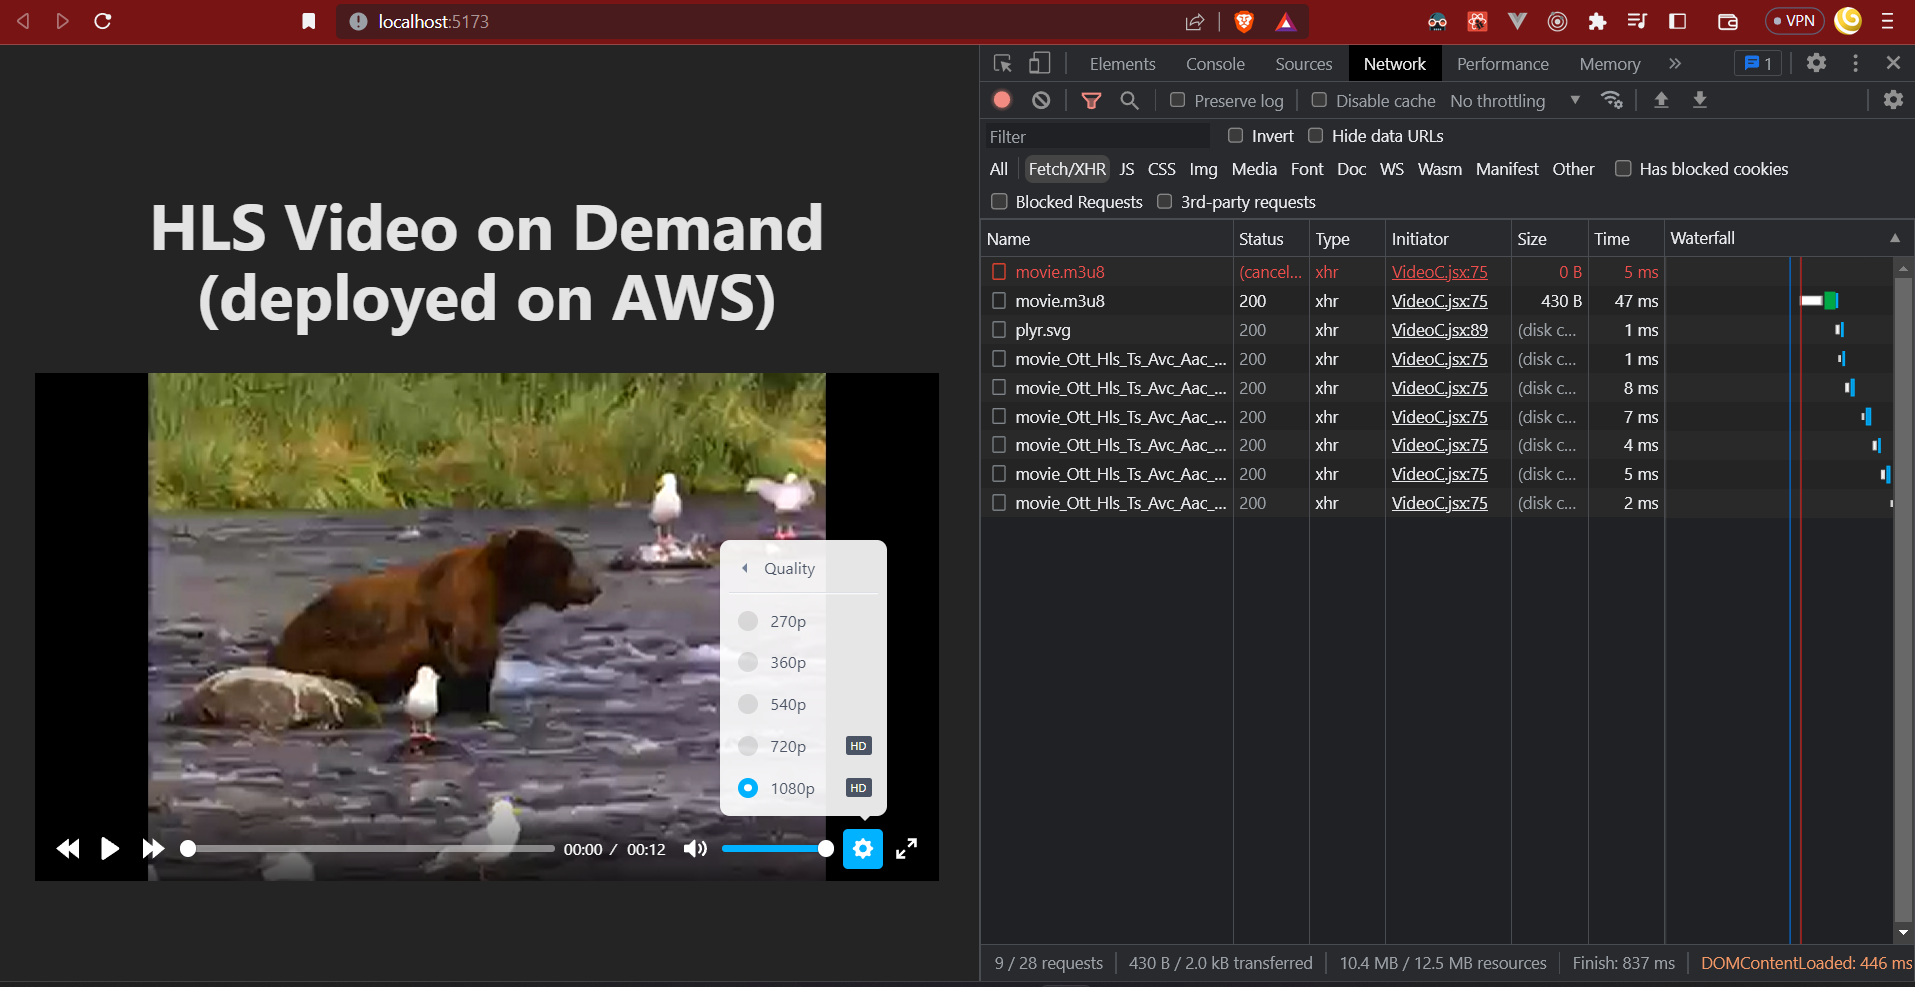 localhost:5173
VPN
Elements Console Sources Network Performance Memory 1
Preserve log Disable cache No throttling
Filter Invert Hide data URLs
All Fetch/XHR JS CSS Img Media Font Doc WS Wasm Manifest Other Has blocked cookies
Blocked Requests 3rd-party requests
Name Status Type Initiator Size Time Waterfall
movie.m3u8 (cancel... xhr VideoC.jsx:75 0 B 5 ms
movie.m3u8 200 xhr VideoC.jsx:75 430 B 47 ms
plyr.svg 200 xhr VideoC.jsx:89 (disk c... 1 ms
movie_Ott_Hls_Ts_Avc_Aac_... 200 xhr VideoC.jsx:75 (disk c... 1 ms
movie_Ott_Hls_Ts_Avc_Aac_... 200 xhr VideoC.jsx:75 (disk c... 8 ms
movie_Ott_Hls_Ts_Avc_Aac_... 200 xhr VideoC.jsx:75 (disk c... 7 ms
movie_Ott_Hls_Ts_Avc_Aac_... 200 xhr VideoC.jsx:75 (disk c... 4 ms
movie_Ott_Hls_Ts_Avc_Aac_... 200 xhr VideoC.jsx:75 (disk c... 5 ms
movie_Ott_Hls_Ts_Avc_Aac_... 200 xhr VideoC.jsx:75 (disk c... 2 ms
9 / 28 requests 430 B / 2.0 kB transferred 10.4 MB / 12.5 MB resources Finish: 837 ms DOMContentLoaded: 446 ms
HLS Video on Demand
(deployed on AWS)
Quality
270p
360p
540p
720p HD
1080p HD
00:00 / 00:12